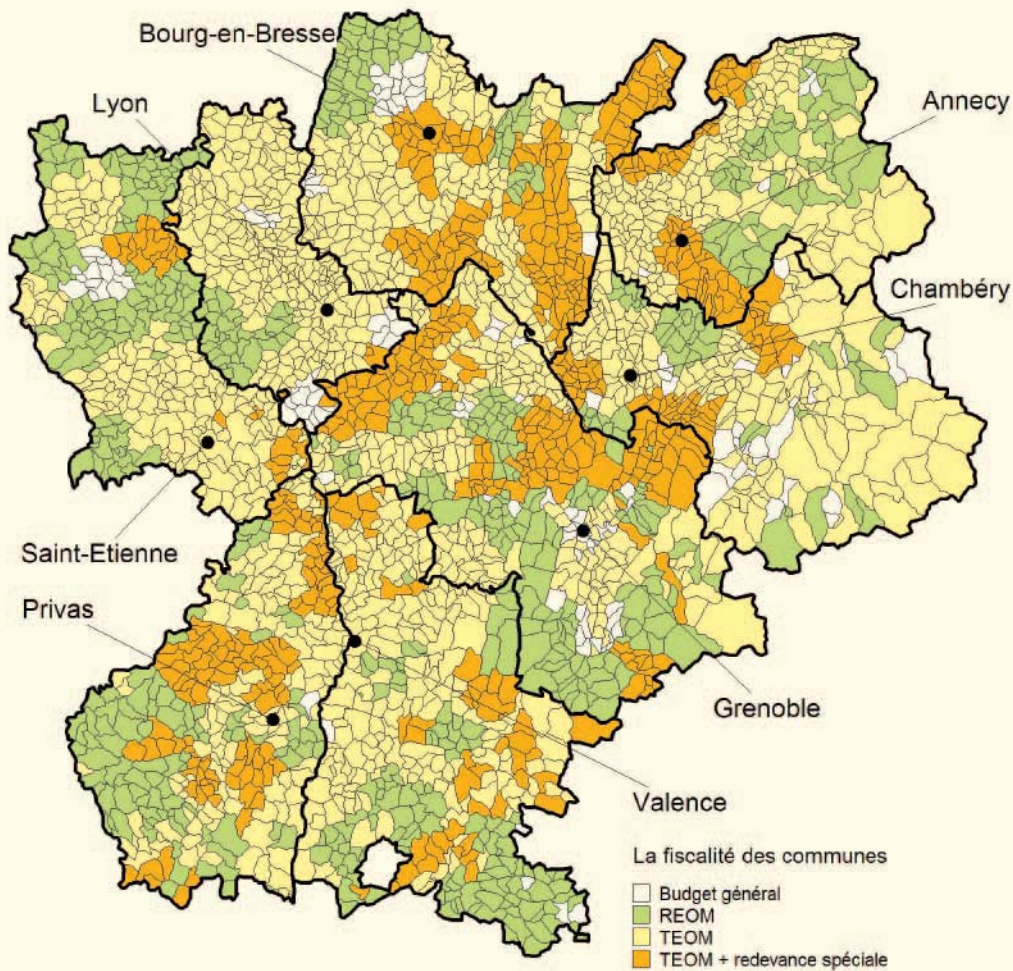 Bourg-en-Bresse
Lyon
Annecy
Chambéry
Saint-Etienne
Privas
Grenoble
Valence
La fiscalité des communes
Budget général
REOM
TEOM
TEOM + redevance spéciale